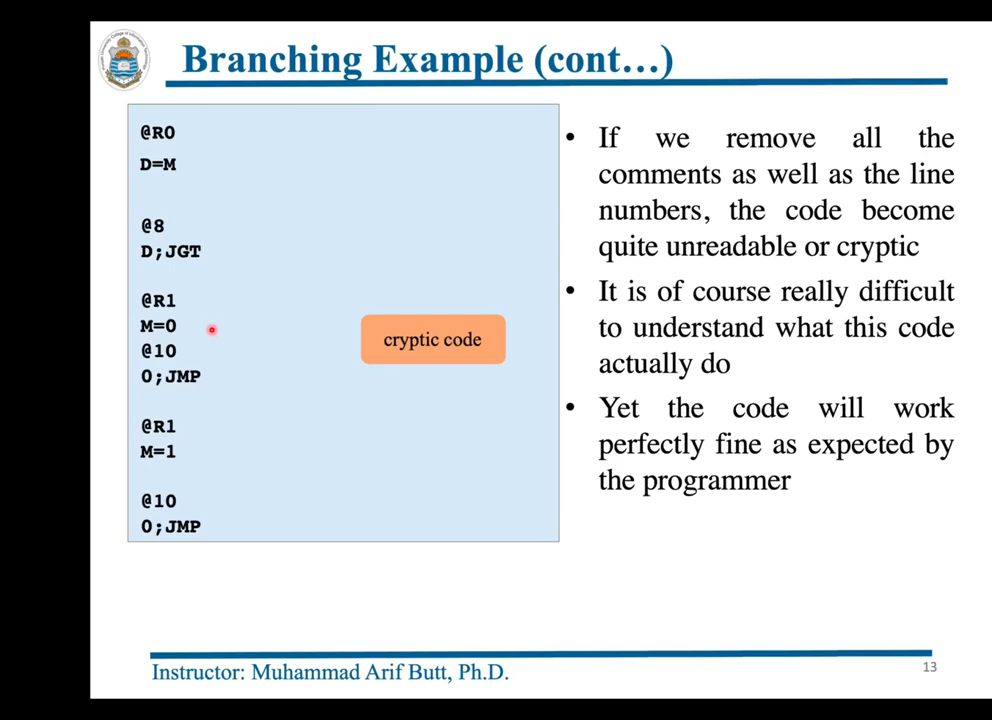 Branching Example (cont…)
@R0
D=M
@8
D;JGT
@R1
M=0
@10
0;JMP
@R1
M=1
@10
0;JMP
cryptic code
• If we remove all the
comments as well as the line
numbers, the code become
quite unreadable or cryptic
• It is of course really difficult
to understand what this code
actually do
• Yet the code will work
perfectly fine as expected by
the programmer
Instructor: Muhammad Arif Butt, Ph.D.
13